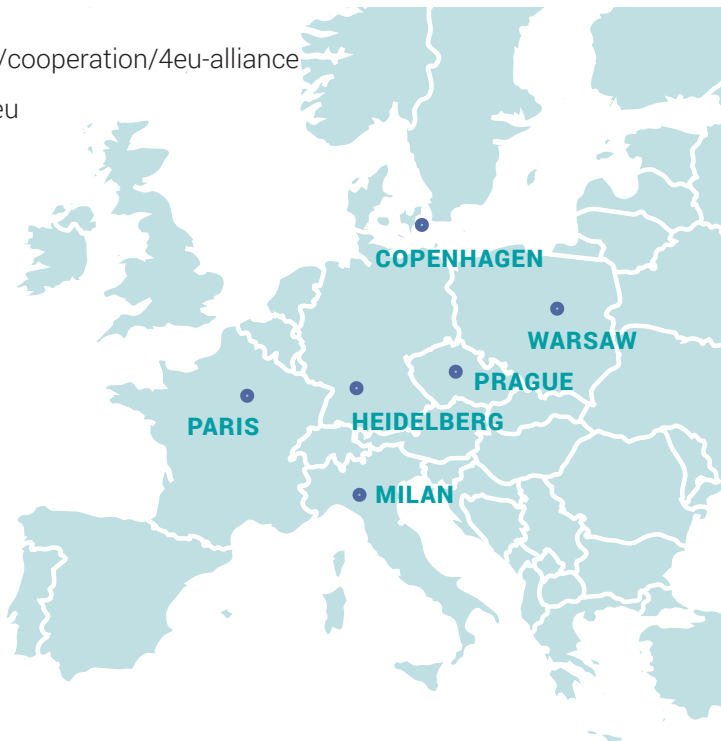 /cooperation/4eu-alliance
eu
COPENHAGEN
WARSAW
PRAGUE
PARIS
HEIDELBERG
MILAN